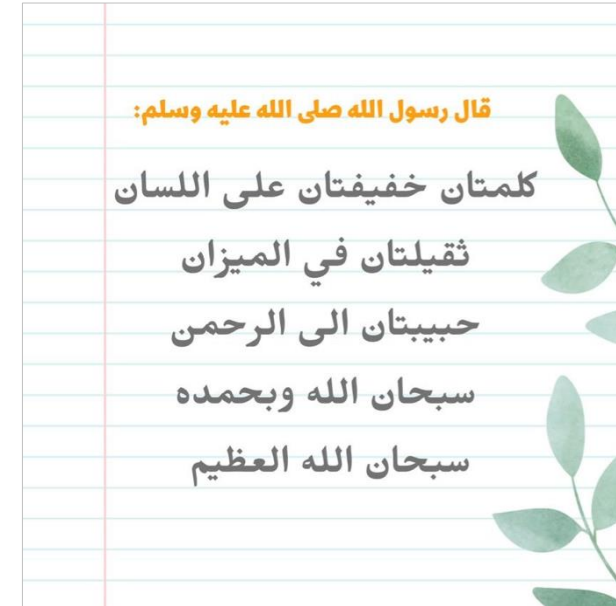 قال رسول الله صلى الله عليه وسلم:
كلمتان خفيفتان على اللسان
ثقيلتان في الميزان
حبيبتان الى الرحمن
سبحان الله وبحمده
سبحان الله العظيم